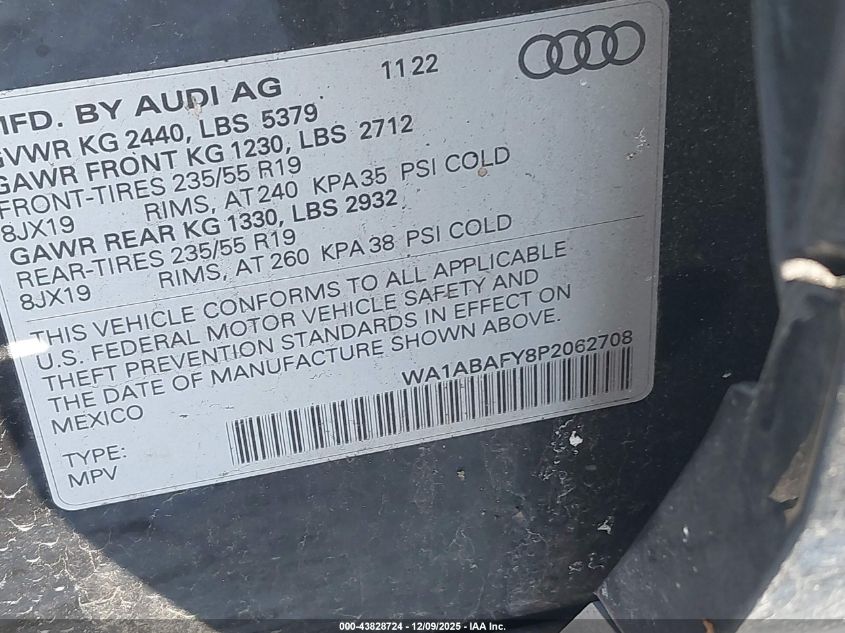 MFD. BY AUDI AG 11 22
GVWR KG 2440, LBS 5379
GAWR FRONT KG 1230, LBS 2712
FRONT-TIRES 235/55 R19
8JX19 RIMS, AT 240 KPA 35 PSI COLD
GAWR REAR KG 1330, LBS 2932
REAR-TIRES 235/55 R19
8JX19 RIMS, AT 260 KPA 38 PSI COLD
THIS VEHICLE CONFORMS TO ALL APPLICABLE
U.S. FEDERAL MOTOR VEHICLE SAFETY AND
THEFT PREVENTION STANDARDS IN EFFECT ON
THE DATE OF MANUFACTURE SHOWN ABOVE.
MEXICO WA1ABAFY8P2062708
TYPE:
MPV
000-43828724 - 12/09/2025 - IAA Inc.